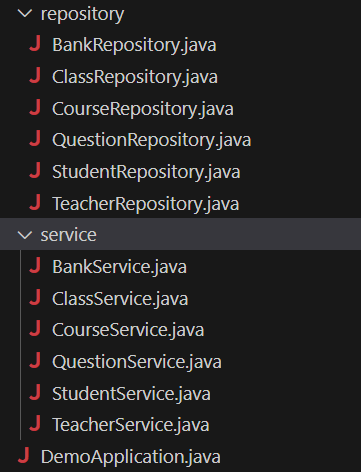 repository
BankRepository.java
ClassRepository.java
CourseRepository.java
QuestionRepository.java
StudentRepository.java
TeacherRepository.java
service
BankService.java
ClassService.java
CourseService.java
QuestionService.java
StudentService.java
TeacherService.java
DemoApplication.java